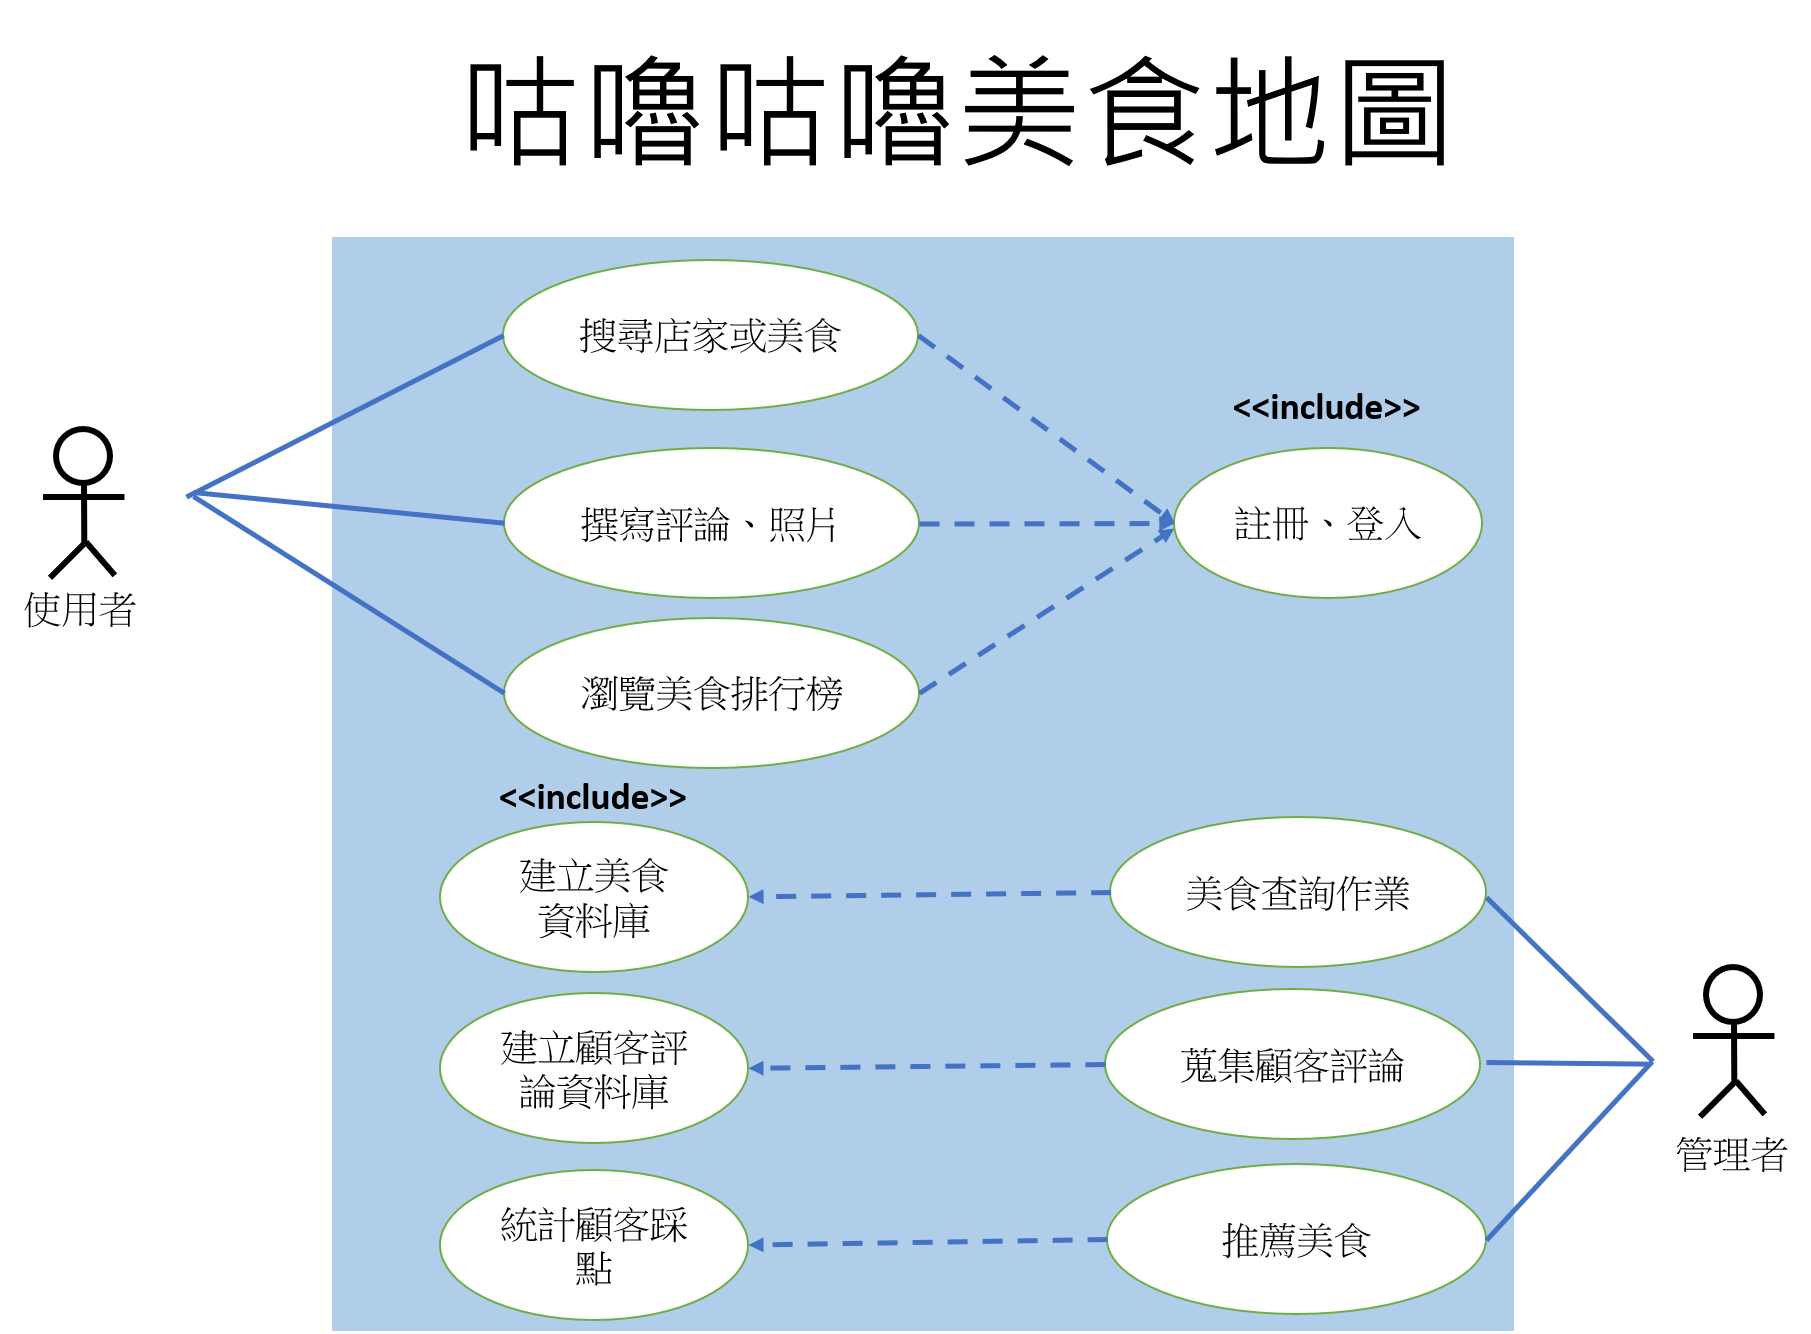 咕嚕咕嚕美食地圖
搜尋店家或美食
<<include>>
撰寫評論、照片
註冊、登入
使用者
瀏覽美食排行榜
<<include>>
建立美食
資料庫
美食查詢作業
建立顧客評
論資料庫
蒐集顧客評論
管理者
統計顧客踩
點
推薦美食